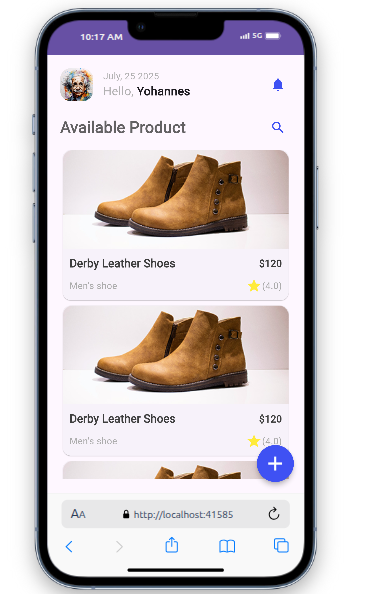 10:17 AM
5G
July, 25 2025
Hello, Yohannes
Available Product
Derby Leather Shoes $120
Men's shoe (4.0)
Derby Leather Shoes $120
Men's shoe (4.0)
AA http://localhost:41585